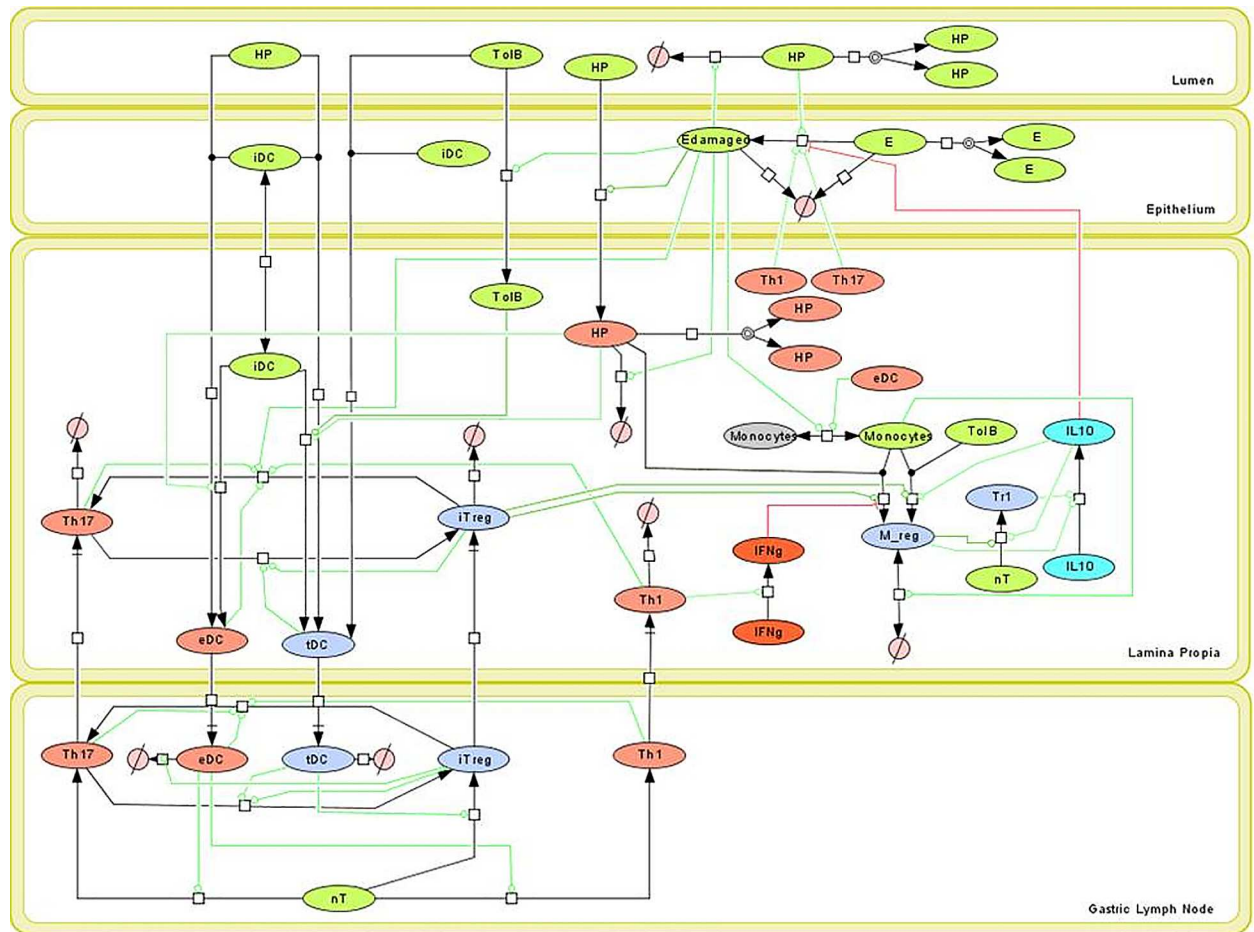 HP
HP
TolB
HP
HP
HP
Lumen
Edamaged
E
E
iDC
iDC
E
Epithelium
Th1
Th17
TolB
HP
HP
HP
iDC
eDC
Monocytes
Monocytes
TolB
IL10
Tr1
Th17
iTreg
M_reg
IFNg
nT
IL10
Th1
IFNg
eDC
tDC
Lamina Propia
Th17
eDC
tDC
iTreg
Th1
nT
Gastric Lymph Node